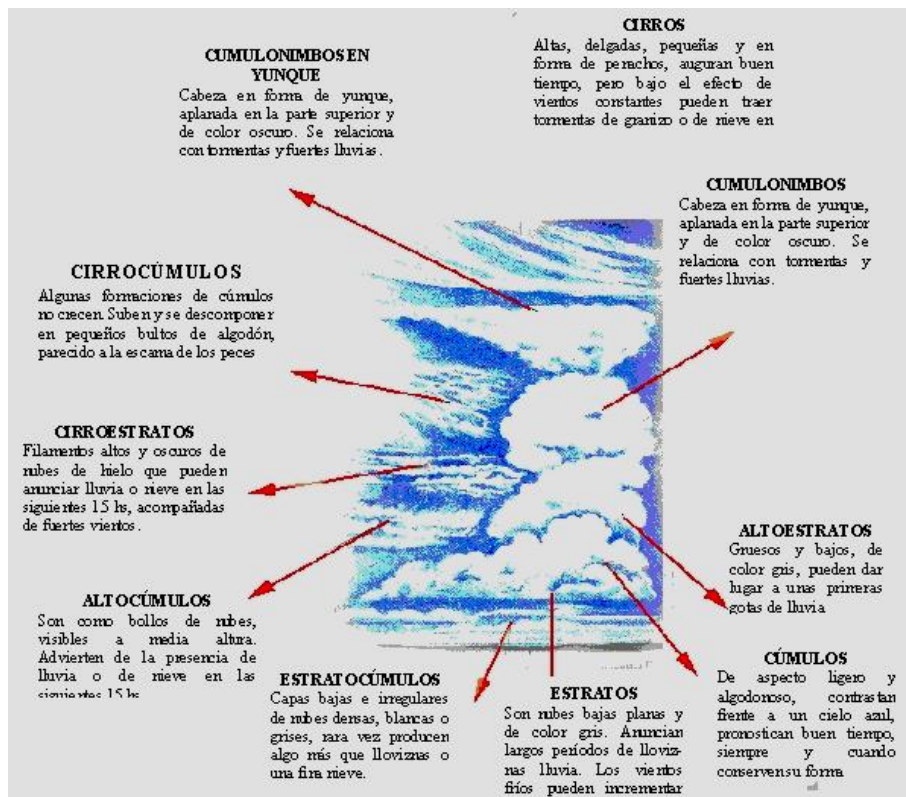 CIRROS
Altas, delgadas, pequeñas y en
forma de penachos, auguran buen
tiempo, pero bajo el efecto de
vientos constantes pueden traer
tormentas de granizo o de nieve en
CUMULONIMBOS EN
YUNQUE
Cabeza en forma de yunque,
aplanada en la parte superior y
de color oscuro. Se relaciona
con tormentas y fuertes lluvias.
CUMULONIMBOS
Cabeza en forma de yunque,
aplanada en la parte superior
y de color oscuro. Se
relaciona con tormentas y
fuertes lluvias.
CIRROCÚMULOS
Algunas formaciones de cúmulos
no crecen. Suben y se descomponer
en pequeños bultos de algodón,
parecido a la escama de los peces
CIRROESTRATOS
Filamentos altos y oscuros de
nubes de hielo que pueden
anunciar lluvia o nieve en las
siguientes 15 hs, acompañadas
de fuertes vientos.
ALTOESTRATOS
Gruesos y bajos, de
color gris, pueden dar
lugar a unas primeras
gotas de lluvia
ALTOCÚMULOS
Son como bollos de nubes,
visibles a media altura.
Advierten de la presencia de
lluvia o de nieve en las
siguientes 15 hs
ESTRATOCÚMULOS
Capas bajas e irregulares
de nubes densas, blancas o
grises, rara vez producen
algo más que lloviznas o
una fina nieve.
ESTRATOS
Son nubes bajas planas y
de color gris. Anuncian
largos períodos de lloviz-
nas lluvia. Los vientos
fríos pueden incrementar
CÚMULOS
De aspecto ligero y
algodonoso, contrastan
frente a un cielo azul,
pronostican buen tiempo,
siempre y cuando
conserven su forma